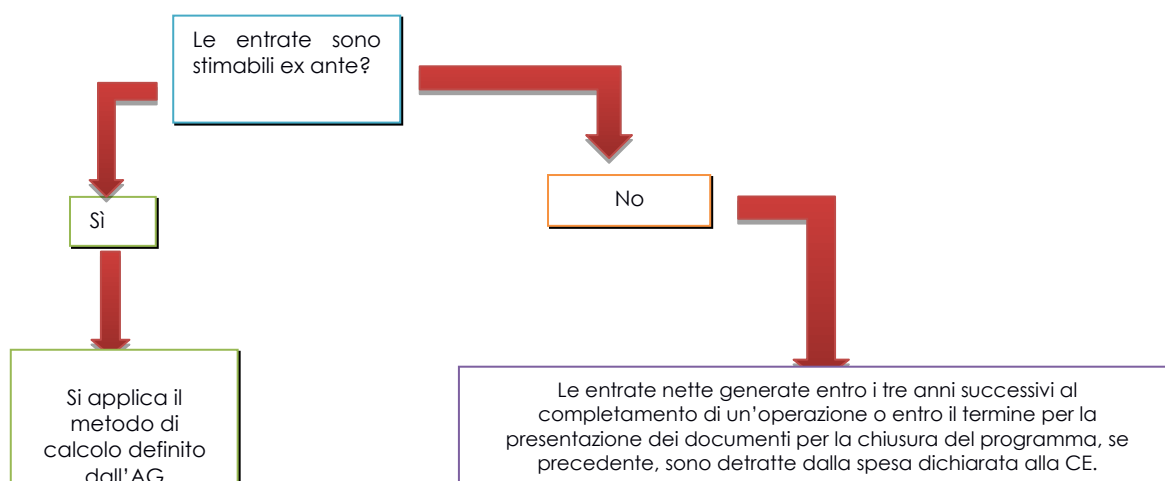 Le entrate sono
stimabili ex ante?
Sì
No
Si applica il
metodo di
calcolo definito
dall’AG
Le entrate nette generate entro i tre anni successivi al
completamento di un’operazione o entro il termine per la
presentazione dei documenti per la chiusura del programma, se
precedente, sono detratte dalla spesa dichiarata alla CE.